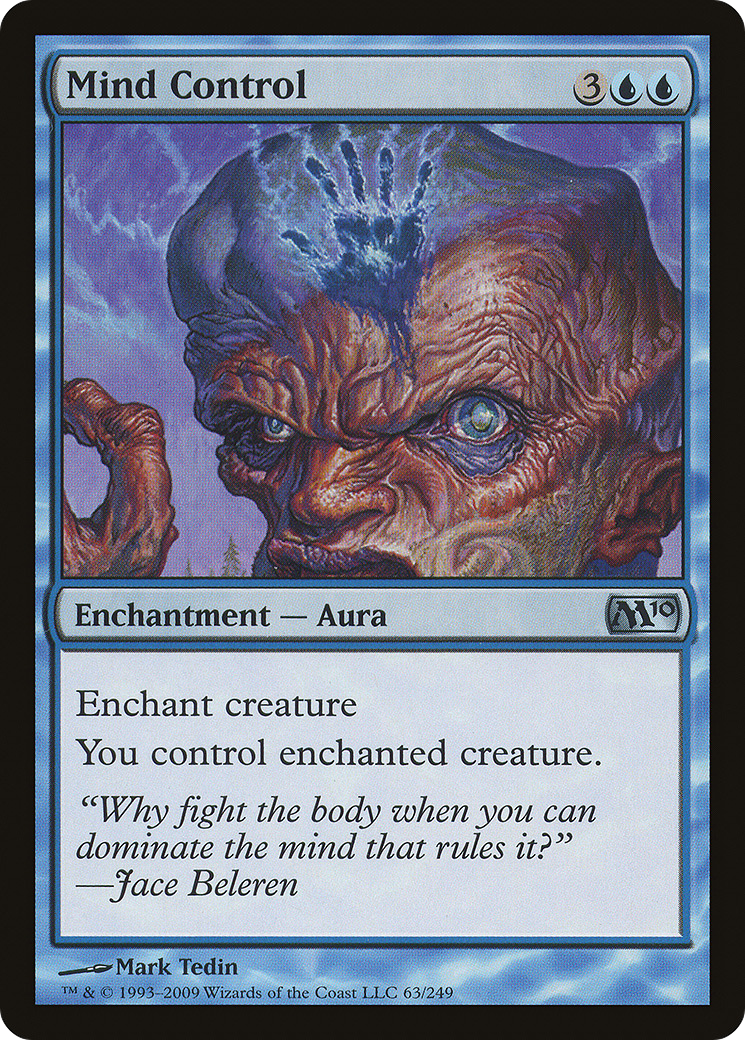 Mind Control 3
Enchantment — Aura M10
Enchant creature
You control enchanted creature.
“Why fight the body when you can
dominate the mind that rules it?”
—Jace Beleren
Mark Tedin
™ & © 1993–2009 Wizards of the Coast LLC 63/249